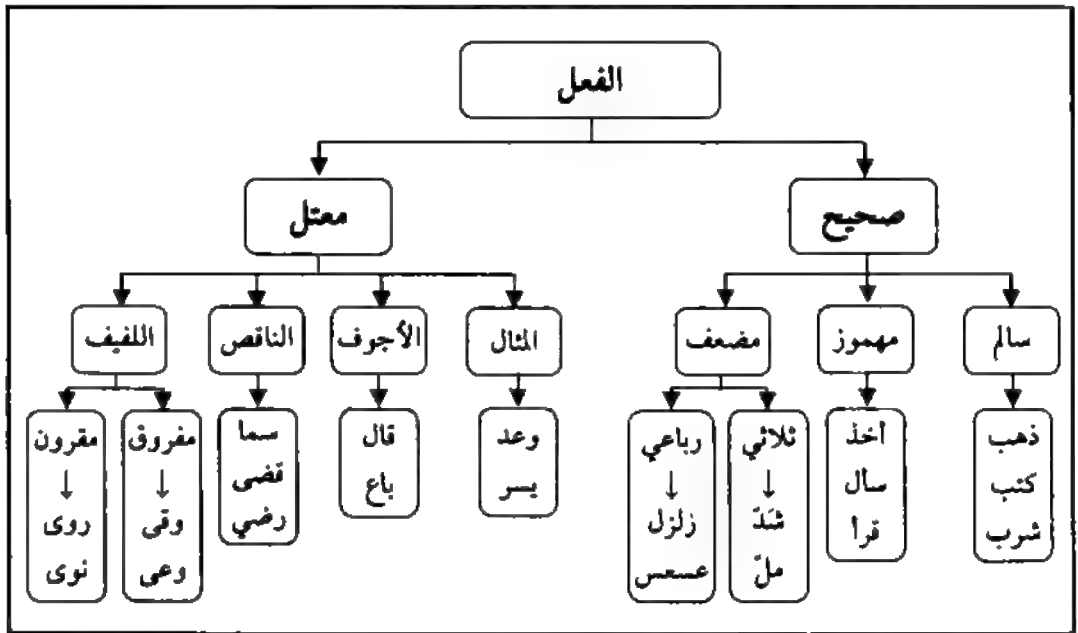 الفعل
صحيح
معتل
سالم
مهموز
مضعف
المثال
الأجوف
الناقص
اللفيف
ذهب
كتب
شرب
أخذ
سأل
قرأ
ثلاثي
↓
شدّ
ملّ
رباعي
↓
زلزل
عسعس
وعد
يسر
قال
باع
سما
قضى
رضي
مفروق
↓
وقى
وعى
مقرون
↓
روى
نوى